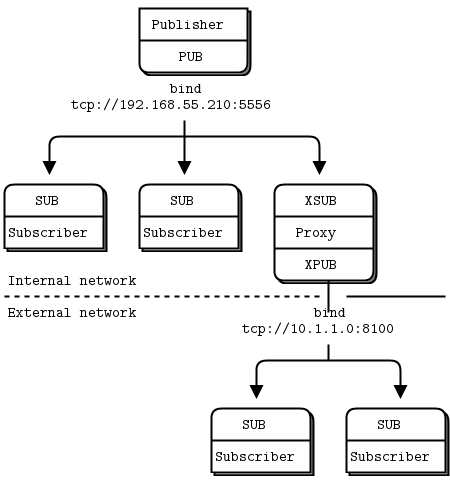 Publisher
PUB
bind
tcp://192.168.55.210:5556
SUB
Subscriber
SUB
Subscriber
XSUB
Proxy
XPUB
Internal network
External network
bind
tcp://10.1.1.0:8100
SUB
Subscriber
SUB
Subscriber